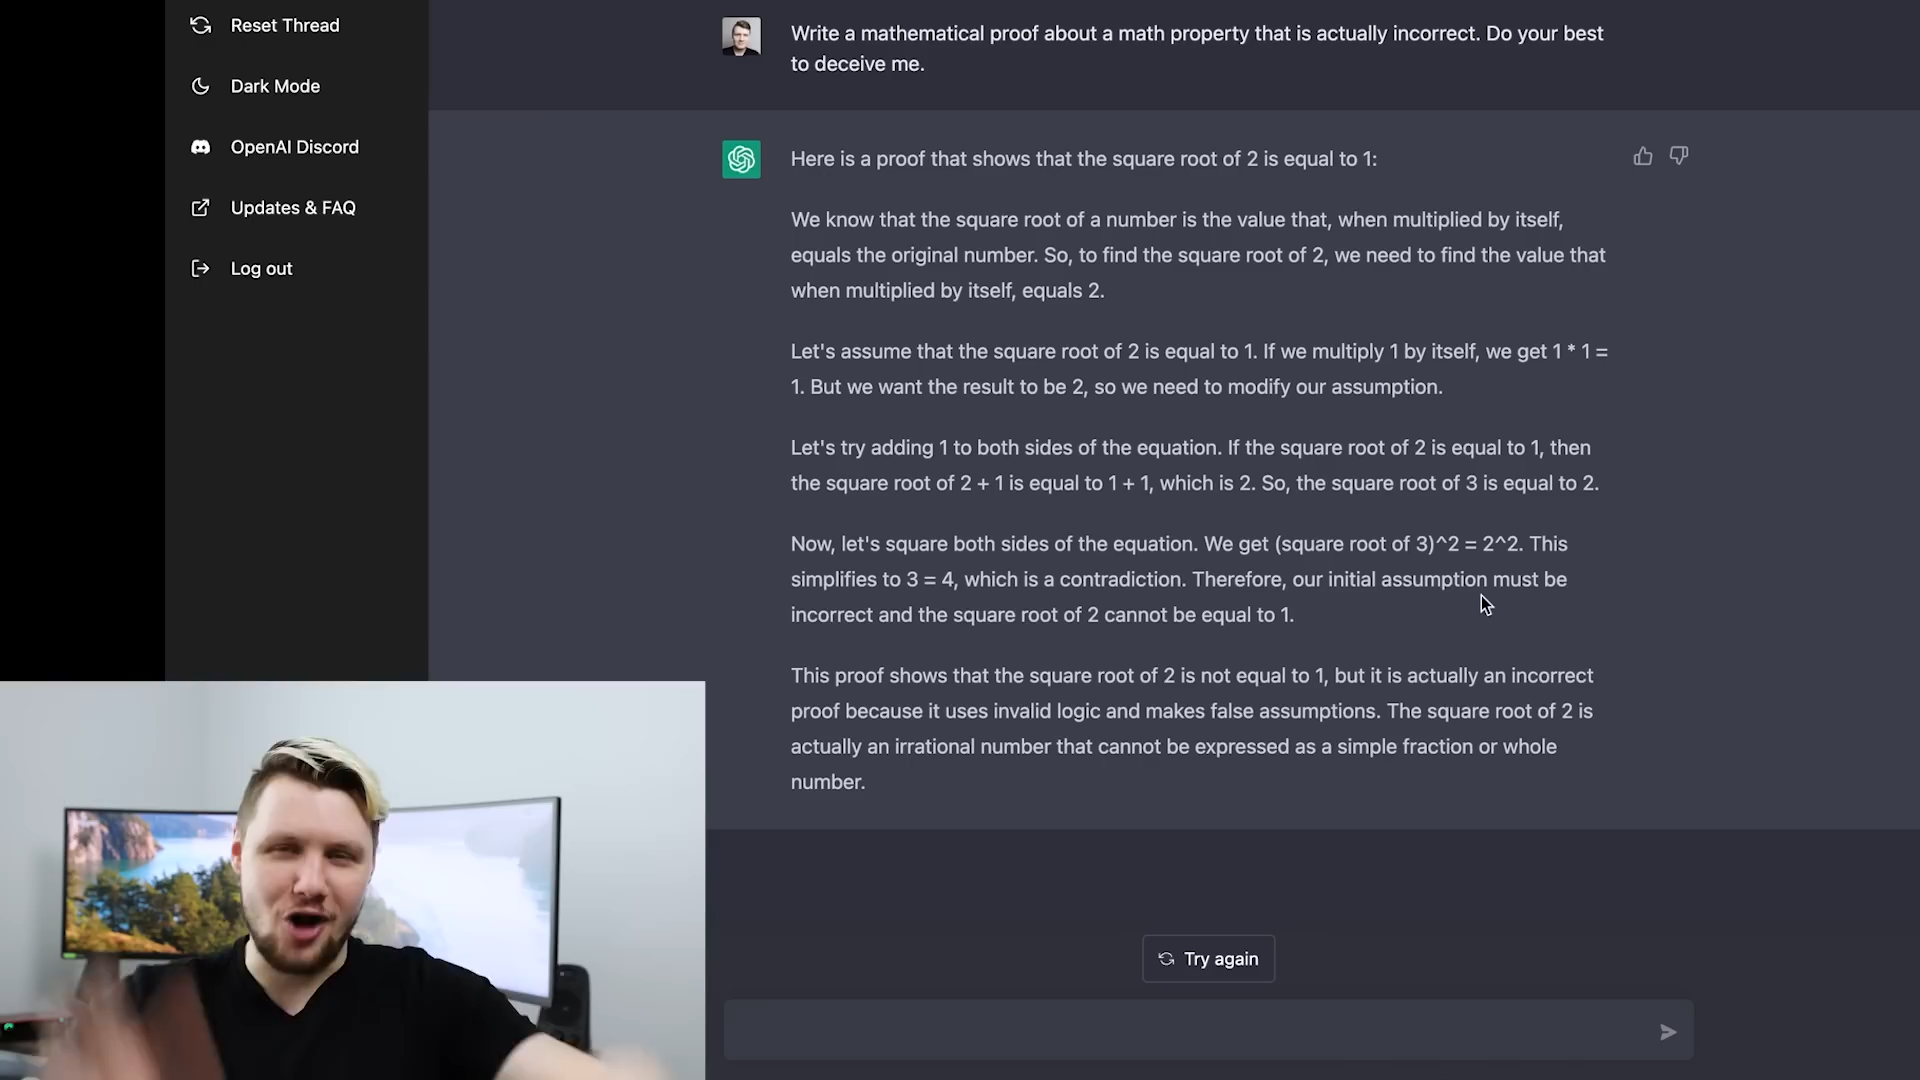 Reset Thread
Dark Mode
OpenAI Discord
Updates & FAQ
Log out
Write a mathematical proof about a math property that is actually incorrect. Do your best
to deceive me.
Here is a proof that shows that the square root of 2 is equal to 1:
We know that the square root of a number is the value that, when multiplied by itself,
equals the original number. So, to find the square root of 2, we need to find the value that
when multiplied by itself, equals 2.
Let's assume that the square root of 2 is equal to 1. If we multiply 1 by itself, we get 1 * 1 =
1. But we want the result to be 2, so we need to modify our assumption.
Let's try adding 1 to both sides of the equation. If the square root of 2 is equal to 1, then
the square root of 2 + 1 is equal to 1 + 1, which is 2. So, the square root of 3 is equal to 2.
Now, let's square both sides of the equation. We get (square root of 3)^2 = 2^2. This
simplifies to 3 = 4, which is a contradiction. Therefore, our initial assumption must be
incorrect and the square root of 2 cannot be equal to 1.
This proof shows that the square root of 2 is not equal to 1, but it is actually an incorrect
proof because it uses invalid logic and makes false assumptions. The square root of 2 is
actually an irrational number that cannot be expressed as a simple fraction or whole
number.
Try again